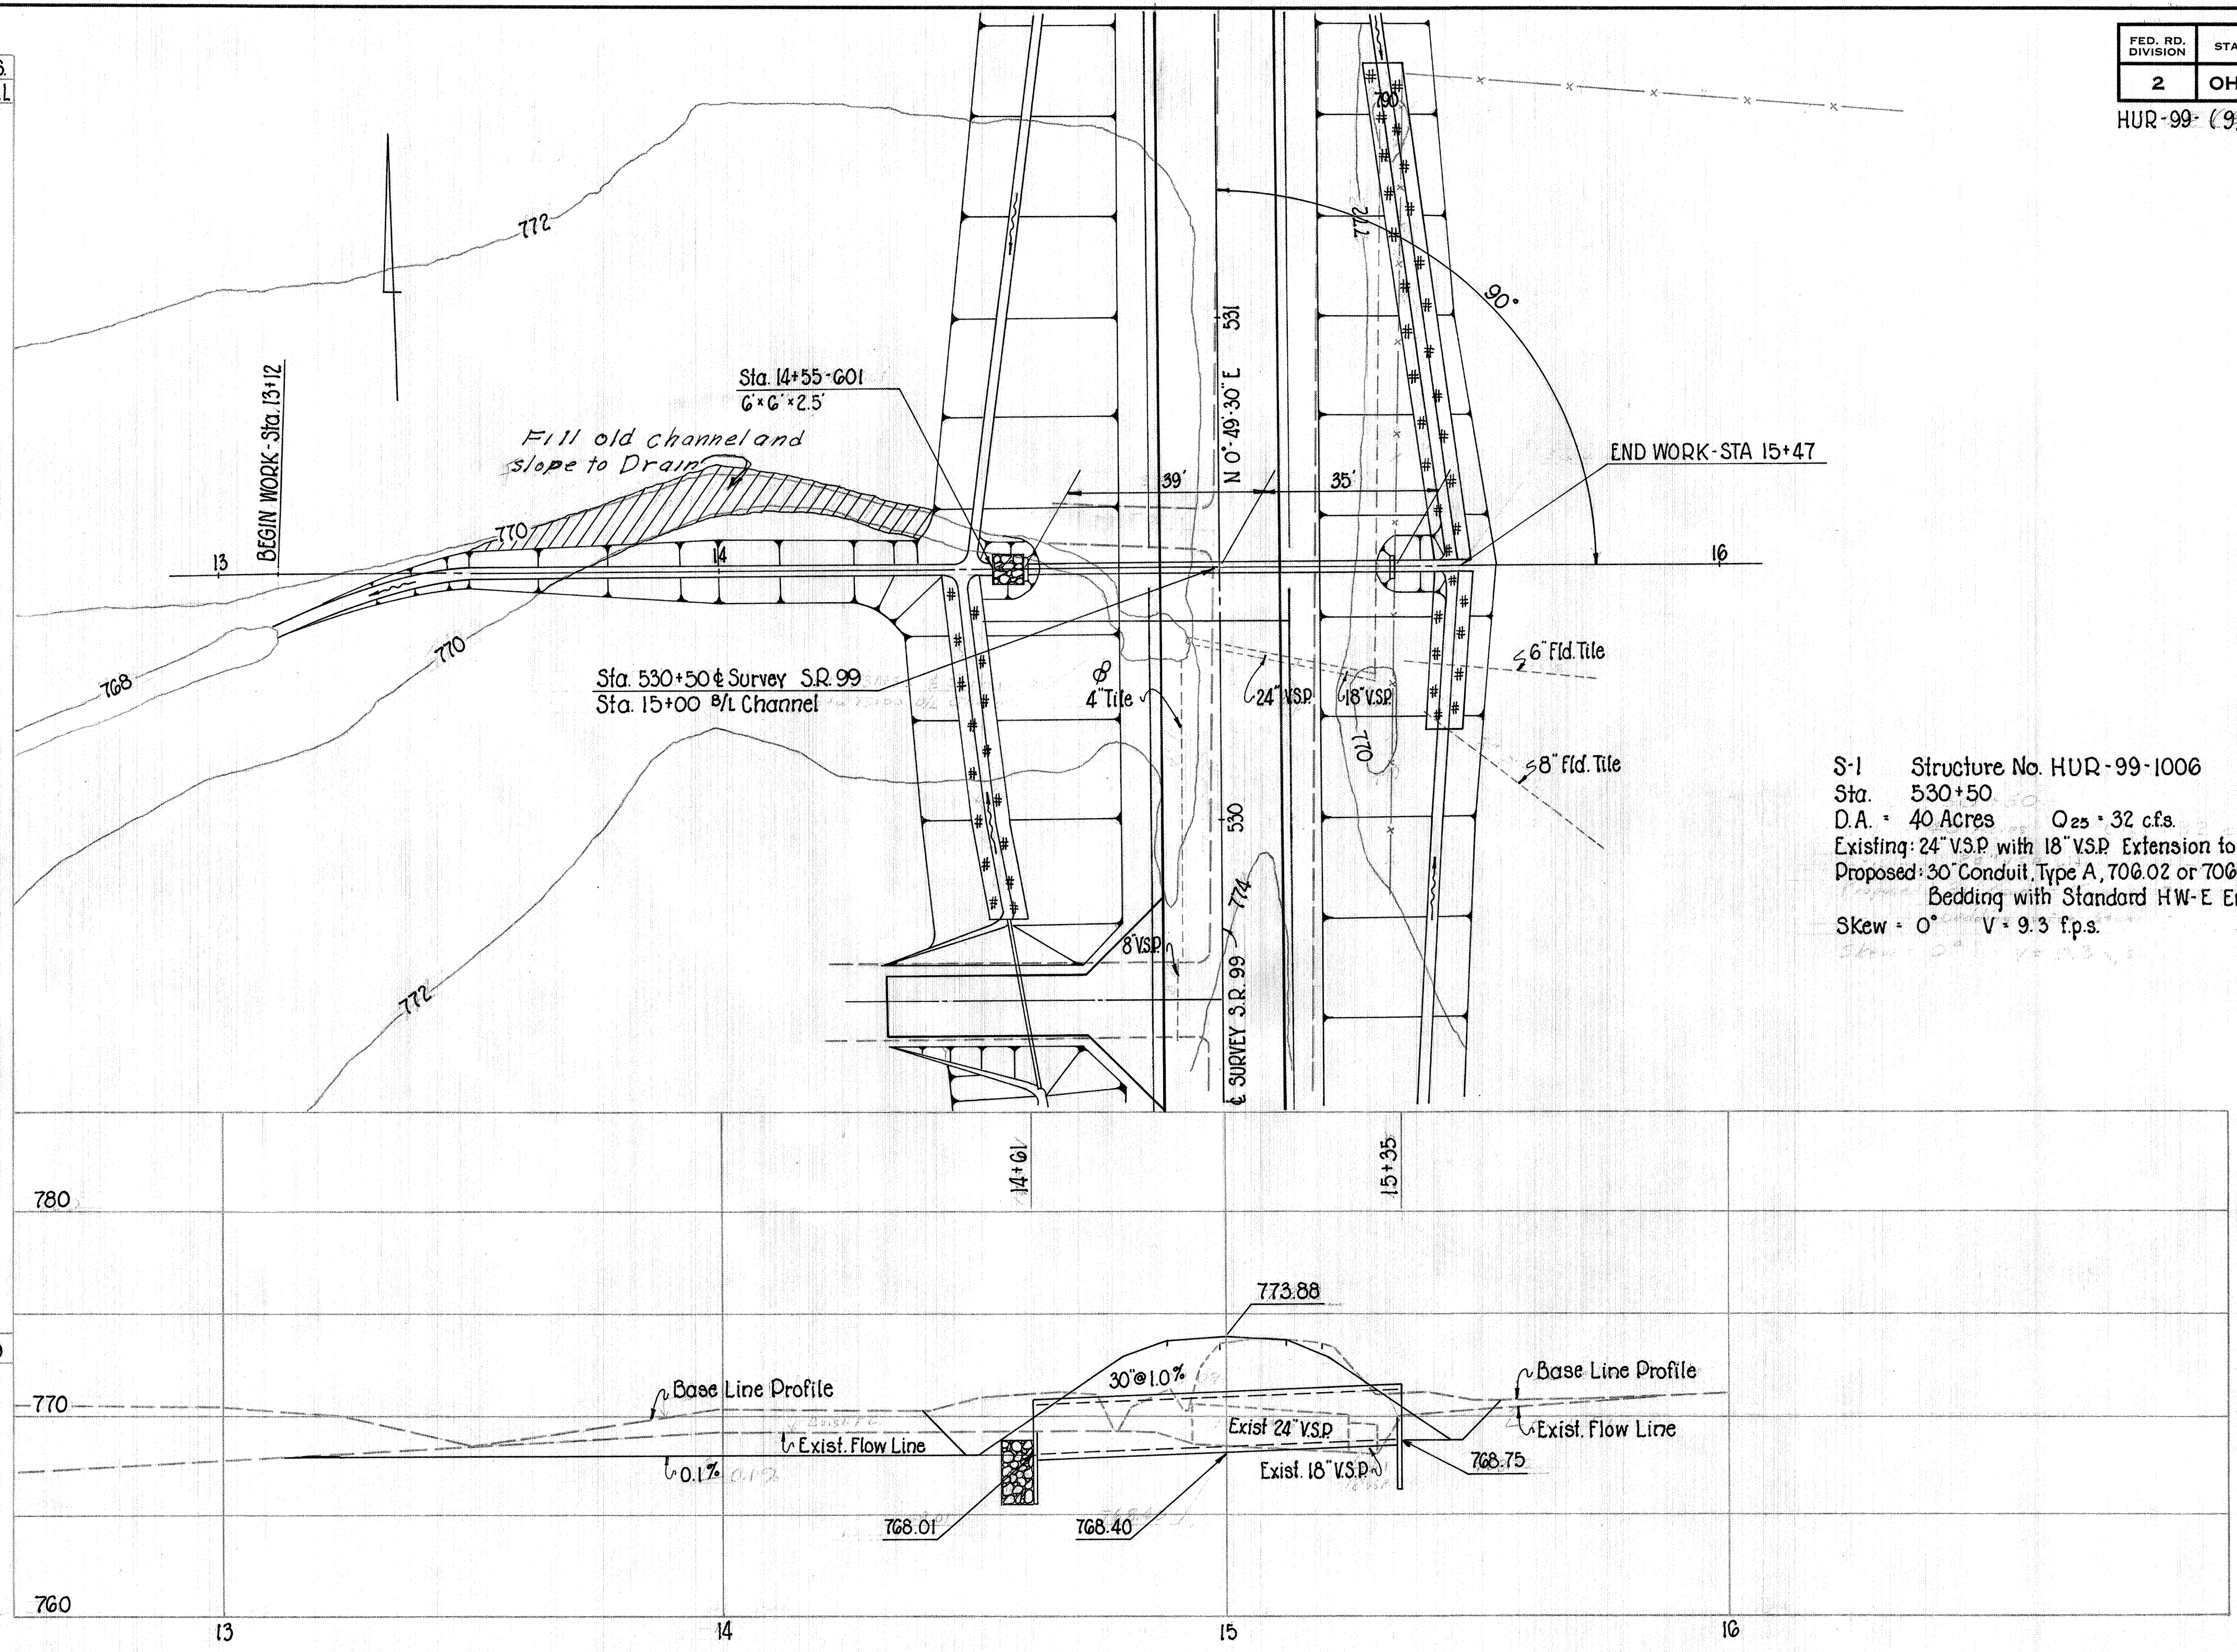 FED. RD.
DIVISION
2
HUR-99-
772
790
772
531
90°
BEGIN WORK-Sta. 13+12
Sta. 14+55-601
6'x6'x2.5'
Fill old channel and
slope to Drain
N 0°-49'-30" E
END WORK-STA 15+47
39'
35'
770
13
14
16
768
770
Sta. 530+50 ℄ Survey S.R. 99
Sta. 15+00 B/L Channel
4" Tile
24" V.S.P.
18" V.S.P.
6" Fld. Tile
770
8" Fld. Tile
530
774
8" V.S.P.
772
℄ SURVEY S.R. 99
S-1 Structure No. HUR-99-1006
Sta. 530+50
D.A. = 40 Acres Q25 = 32 c.f.s.
Existing: 24" V.S.P. with 18" V.S.P. Extension to
Proposed: 30" Conduit, Type A, 706.02 or 706
Bedding with Standard HW-E
Skew = 0° V = 9.3 f.p.s.
14+61
15+35
780
773.88
30" @ 1.0%
Base Line Profile
Base Line Profile
770
Exist. Flow Line
Exist 24" V.S.P.
Exist. Flow Line
0.1%
Exist. 18" V.S.P.
768.75
768.01
768.40
760
13
14
15
16